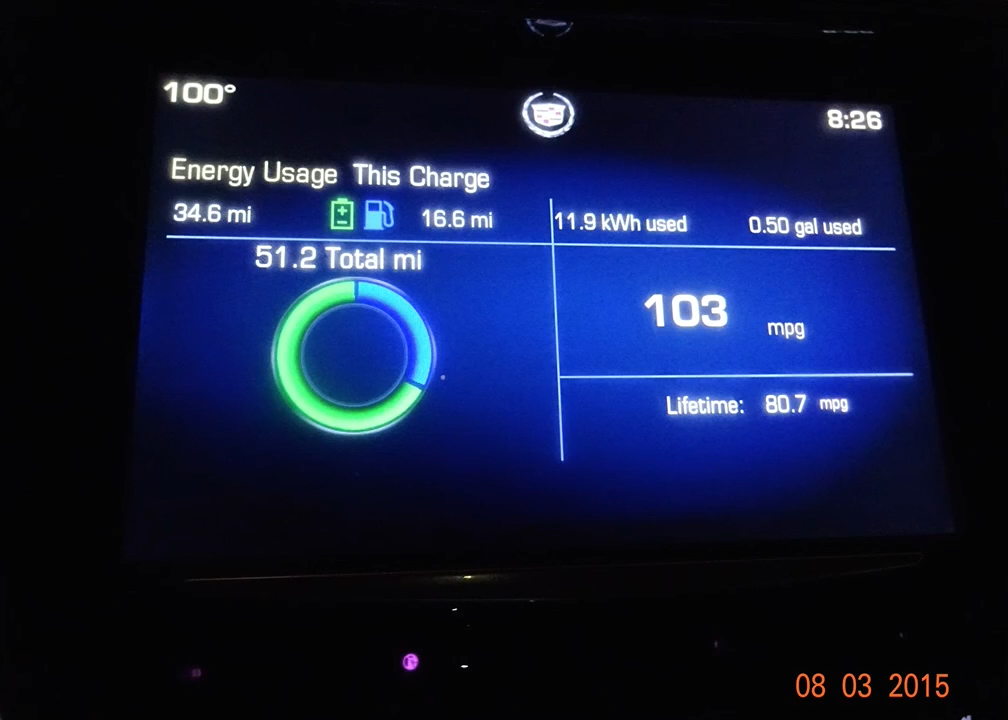 100° 8:26
Energy Usage This Charge
34.6 mi 16.6 mi 11.9 kWh used 0.50 gal used
51.2 Total mi
103 mpg
Lifetime: 80.7 mpg
08 03 2015